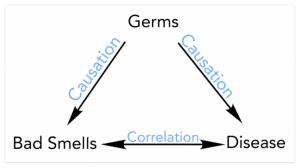 Germs
Causation
Causation
Bad Smells
Correlation
Disease